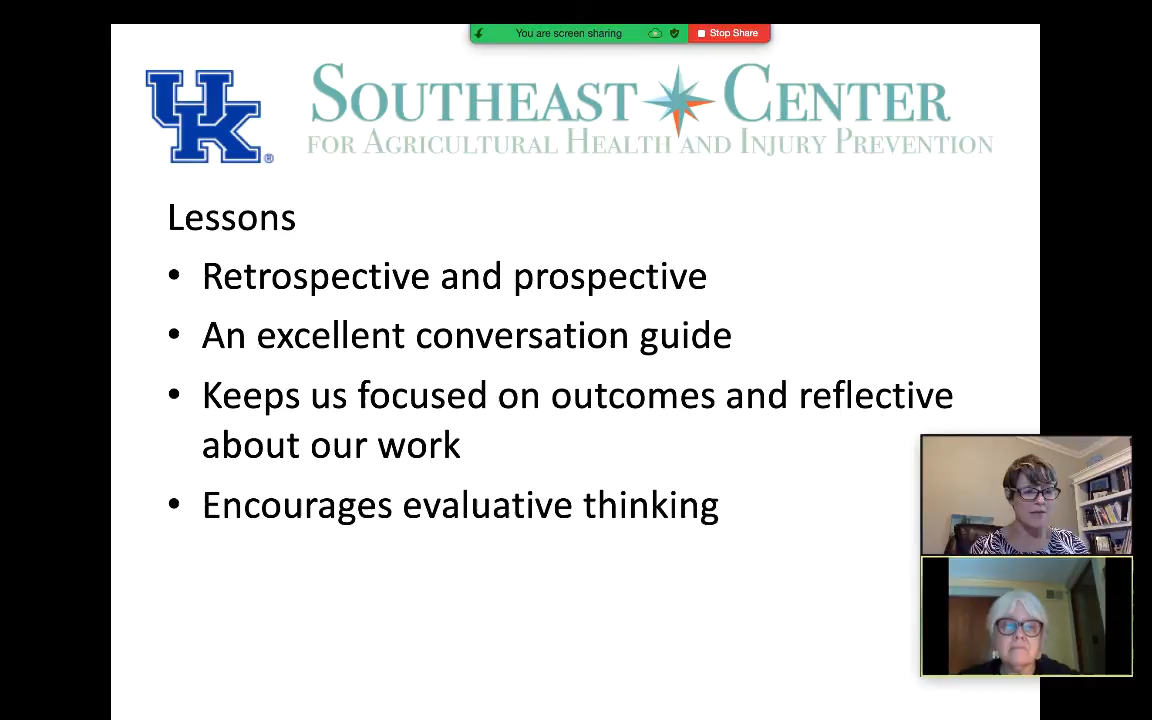 You are screen sharing
Stop Share
UK®
SOUTHEAST CENTER
FOR AGRICULTURAL HEALTH AND INJURY PREVENTION
Lessons
• Retrospective and prospective
• An excellent conversation guide
• Keeps us focused on outcomes and reflective
about our work
• Encourages evaluative thinking